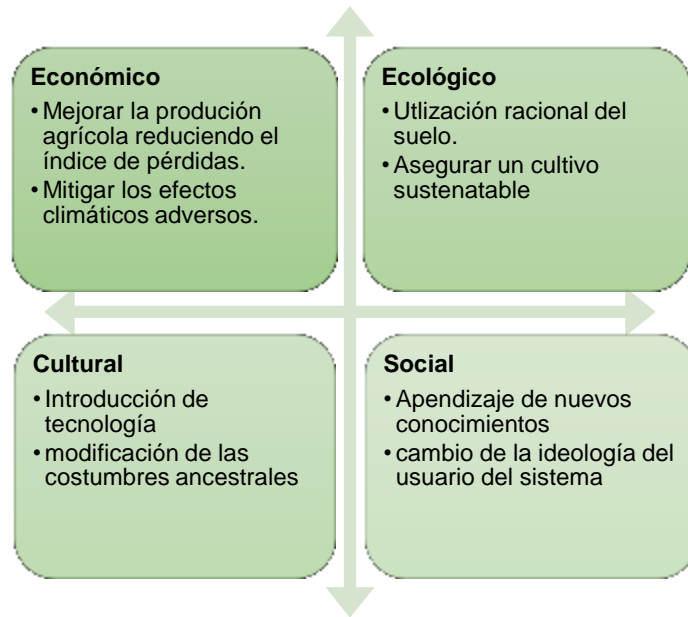 Económico
• Mejorar la produción
agrícola reduciendo el
índice de pérdidas.
• Mitigar los efectos
climáticos adversos.
Ecológico
• Utlización racional del
suelo.
• Asegurar un cultivo
sustenatable
Cultural
• Introducción de
tecnología
• modificación de las
costumbres ancestrales
Social
• Apendizaje de nuevos
conocimientos
• cambio de la ideología del
usuario del sistema